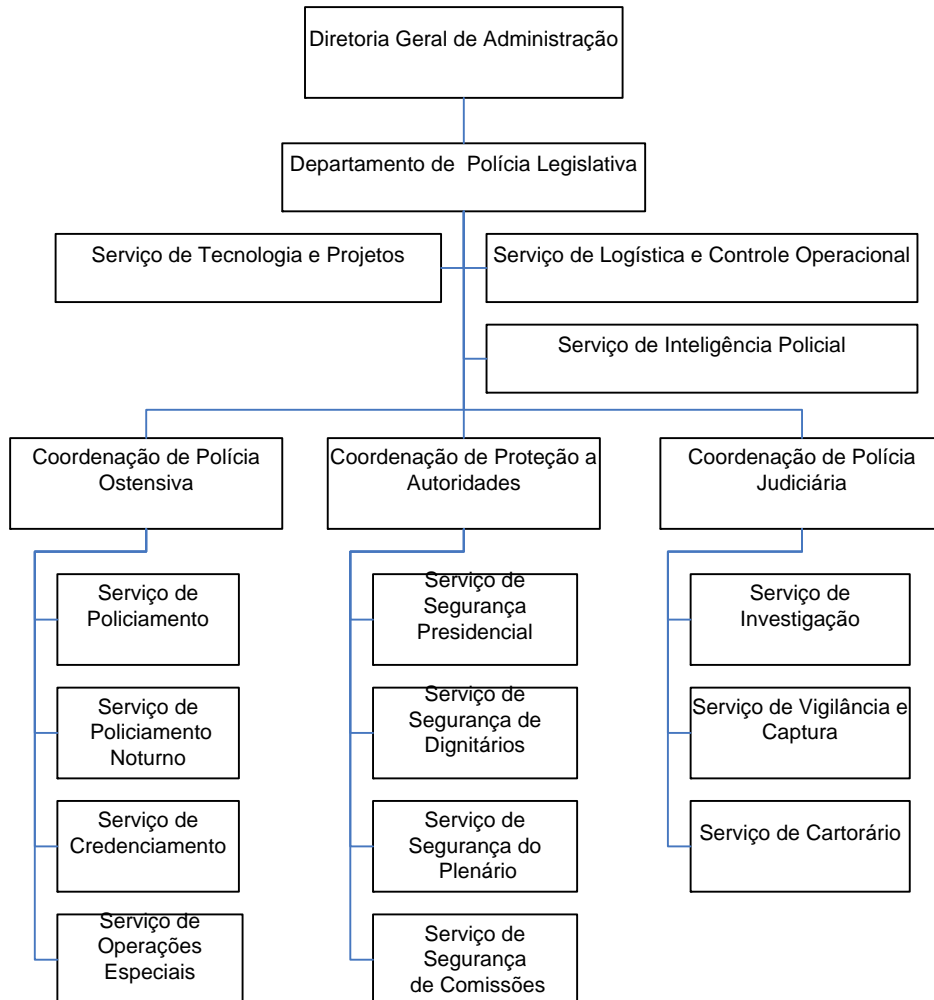 Diretoria Geral de Administração
Departamento de  Polícia Legislativa
Serviço de Tecnologia e Projetos
Serviço de Logística e Controle Operacional
Serviço de Inteligência Policial
Coordenação de Polícia
Ostensiva
Coordenação de Proteção a
Autoridades
Coordenação de Polícia
Judiciária
Serviço de
Policiamento
Serviço de
Policiamento
Noturno
Serviço de
Credenciamento
Serviço de
Operações
Especiais
Serviço de
Segurança
Presidencial
Serviço de
Segurança de
Dignitários
Serviço de
Segurança do
Plenário
Serviço de
Segurança
de Comissões
Serviço de
Investigação
Serviço de Vigilância e
Captura
Serviço de Cartorário